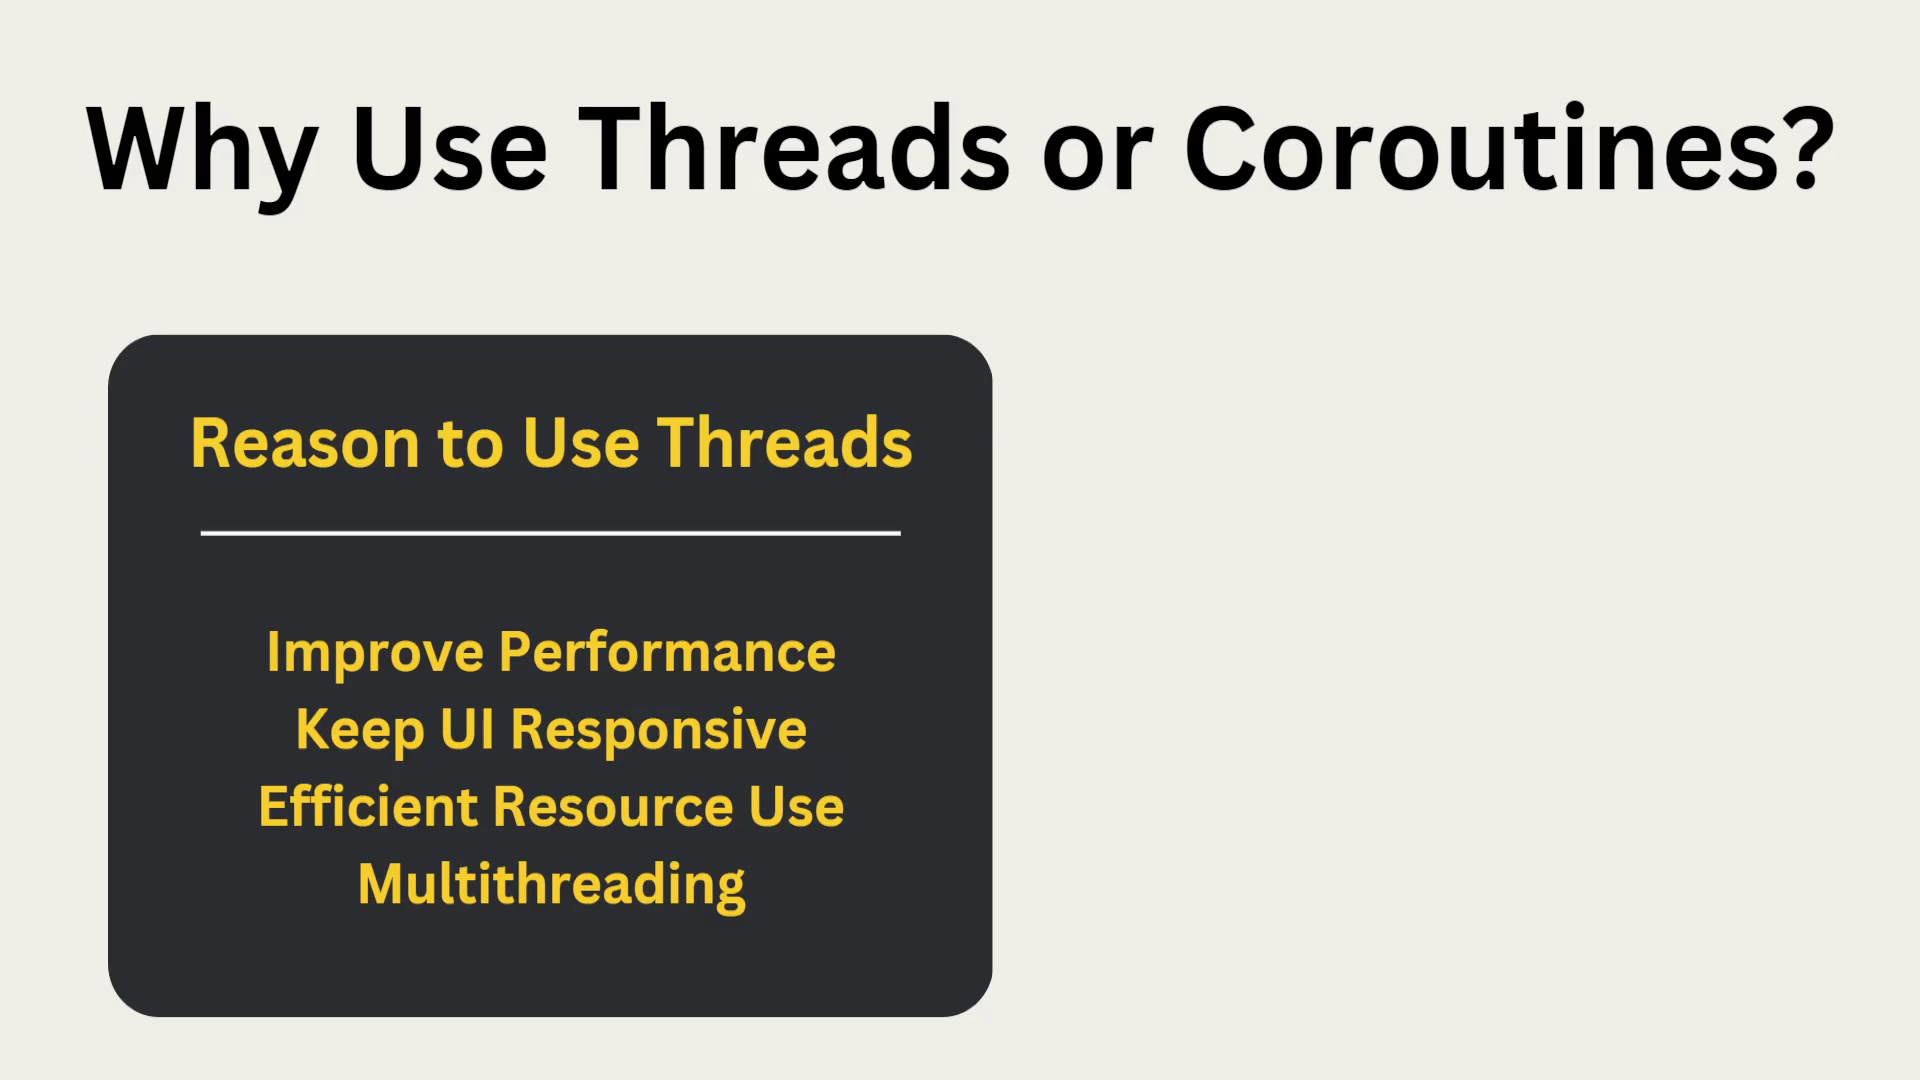 Why Use Threads or Coroutines?
Reason to Use Threads
Improve Performance
Keep UI Responsive
Efficient Resource Use
Multithreading